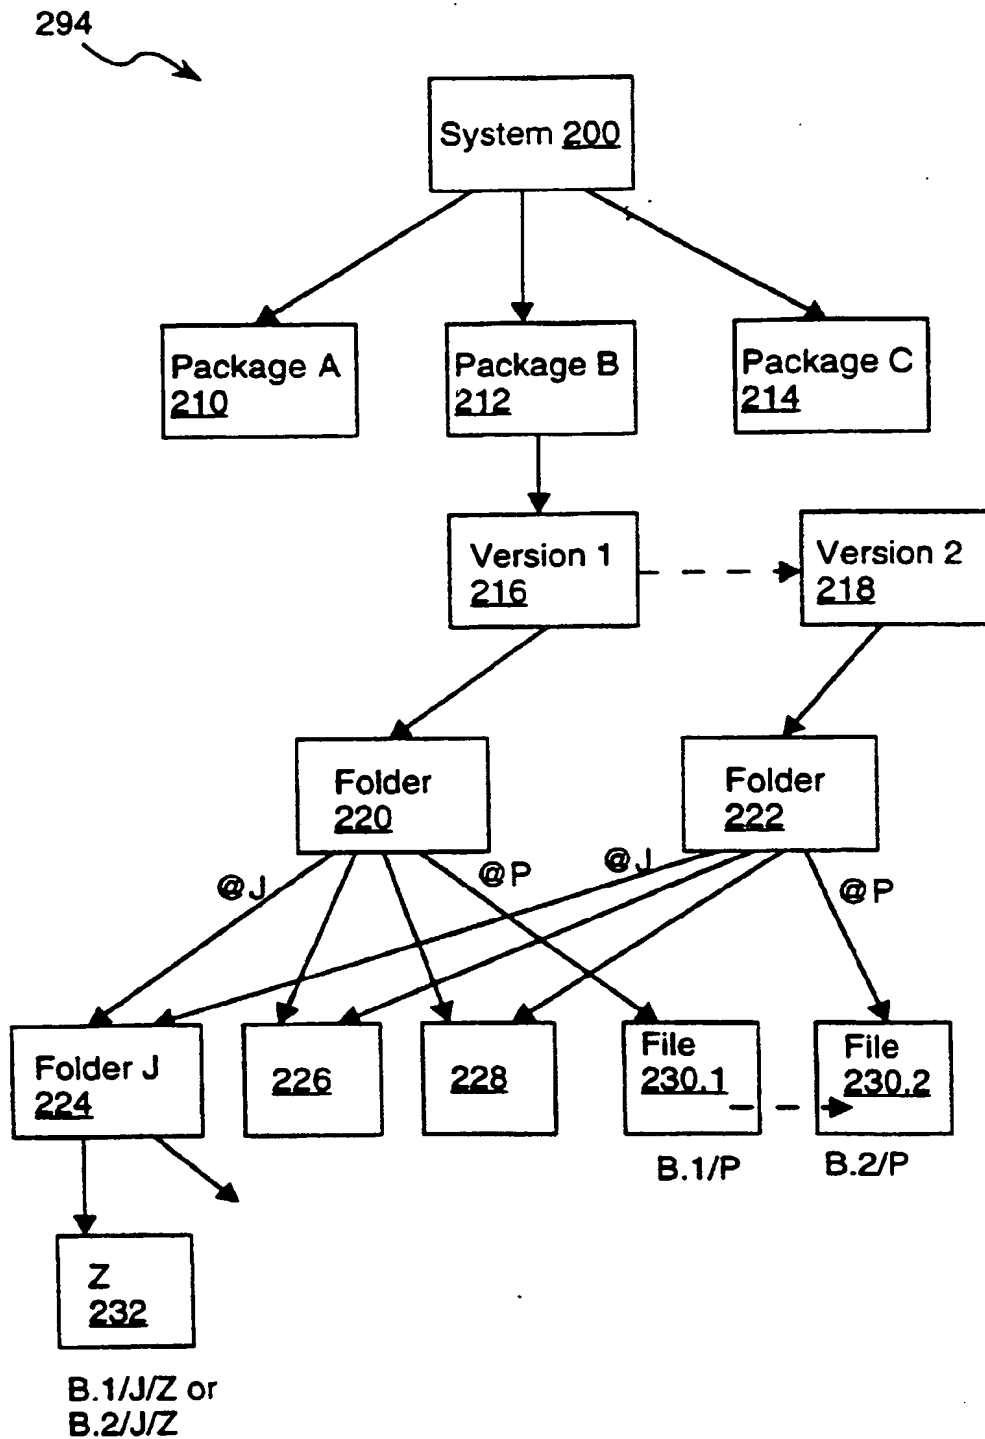 294
System 200
Package A
210
Package B
212
Package C
214
Version 1
216
Version 2
218
Folder
220
Folder
222
@J
@P
@J
@P
Folder J
224
226
228
File
230.1
File
230.2
B.1/P
B.2/P
Z
232
B.1/J/Z or
B.2/J/Z